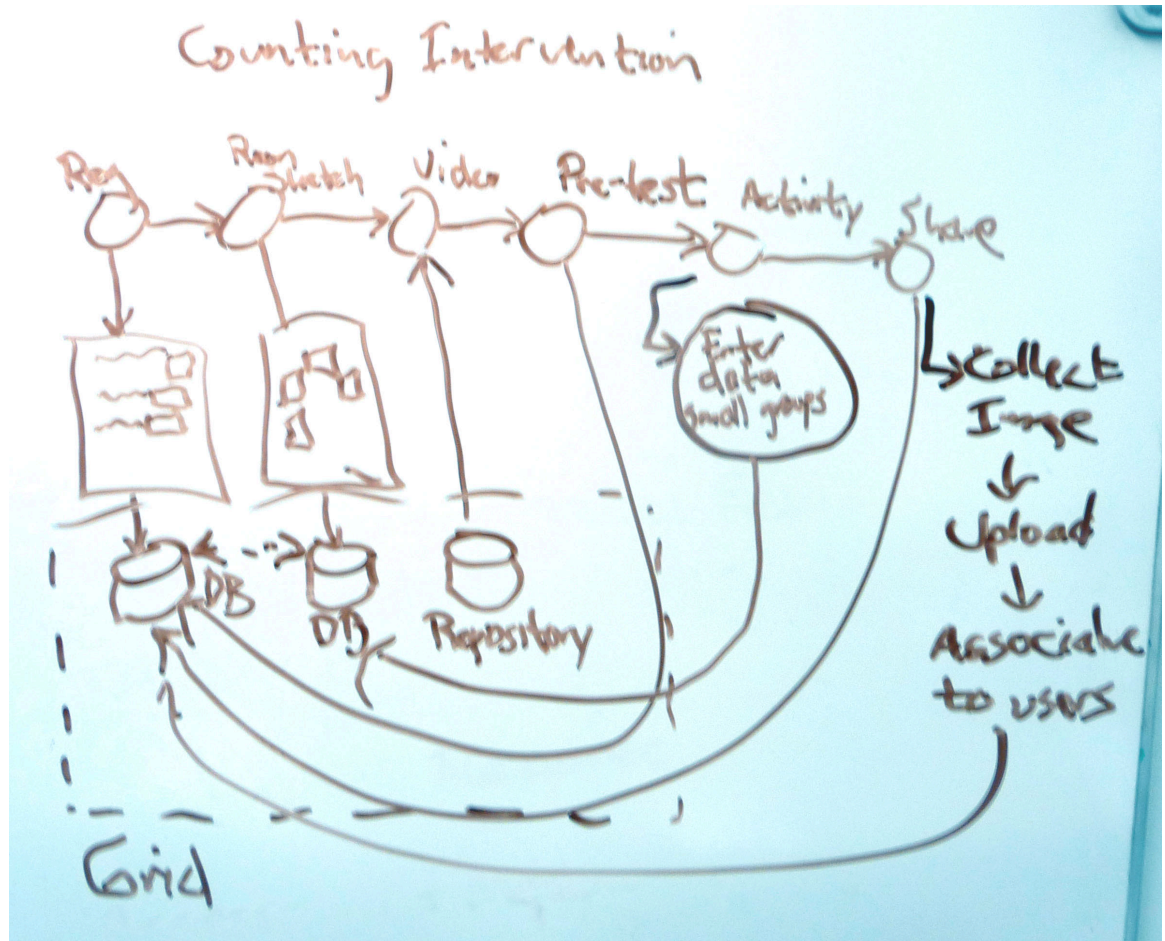 Counting Intervention
Reg
Room
Sketch
Video
Pre-test
Activity
Share
Enter
data
small groups
Collect
Image
Upload
Associate
to users
DB
DB
Repository
Grid